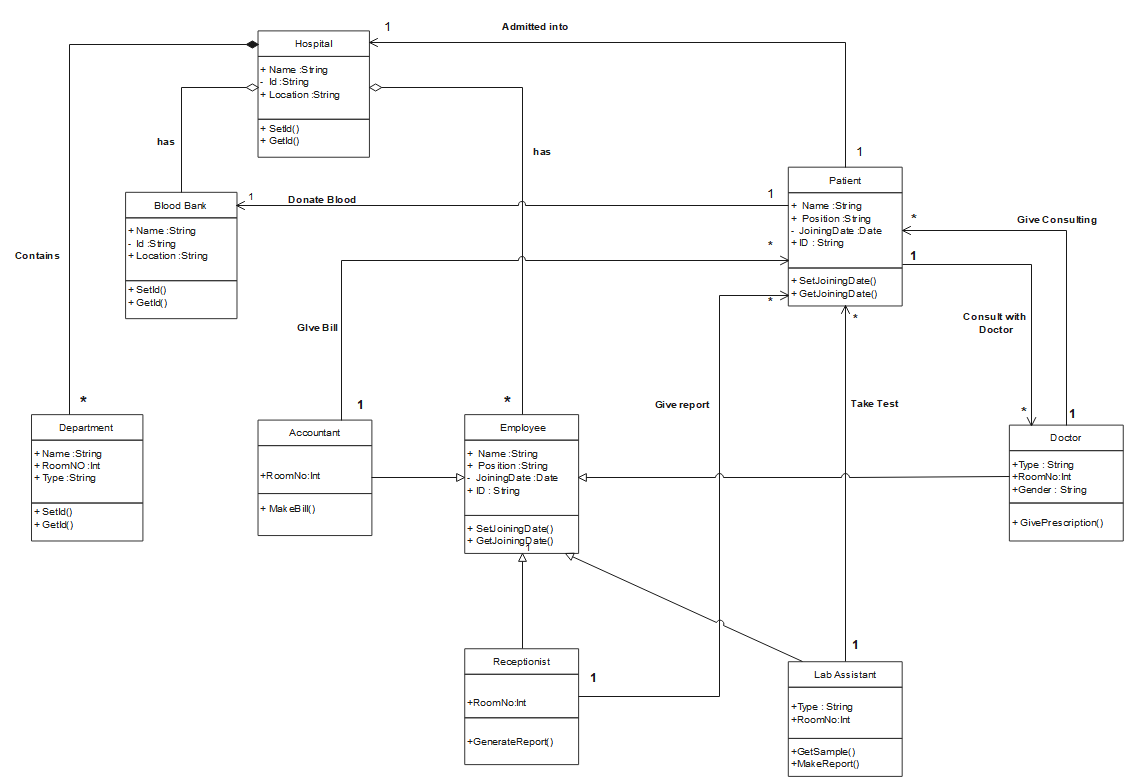 1
Admitted into
Hospital
+ Name :String
- Id :String
+ Location :String
+ SetId()
+ GetId()
has
has
1
Patient
+ Name :String
+ Position :String
- JoiningDate :Date
+ ID : String
+ SetJoiningDate()
+ GetJoiningDate()
Blood Bank
+ Name :String
- Id :String
+ Location :String
+ SetId()
+ GetId()
1
Donate Blood
1
*
Give Consulting
Contains
*
1
*
GIve Bill
*
Consult with
Doctor
*
1
*
1
*
Give report
Take Test
Department
+ Name :String
+ RoomNO :Int
+ Type :String
+ SetId()
+ GetId()
Accountant
+RoomNo:Int
+ MakeBill()
Employee
+ Name :String
+ Position :String
- JoiningDate :Date
+ ID : String
+ SetJoiningDate()
+ GetJoiningDate()
1
Doctor
+Type : String
+RoomNo:Int
+Gender : String
+ GivePrescription()
Receptionist
+RoomNo:Int
+GenerateReport()
1
1
Lab Assistant
+Type : String
+RoomNo:Int
+GetSample()
+MakeReport()